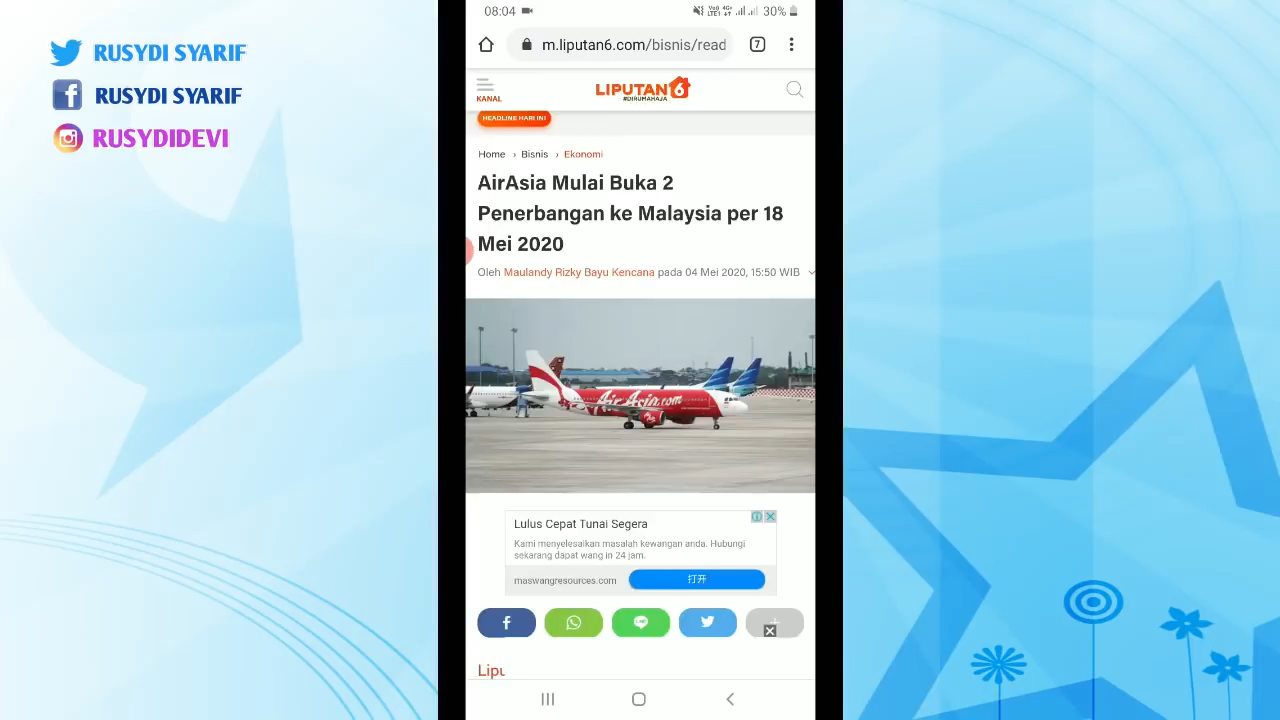 RUSYDI SYARIF
RUSYDI SYARIF
RUSYDIDEVI
08:04
30%
m.liputan6.com/bisnis/read
7
KANAL
LIPUTAN 6
#DIRUMAHAJA
HEADLINE HARI INI
Home › Bisnis › Ekonomi
AirAsia Mulai Buka 2
Penerbangan ke Malaysia per 18
Mei 2020
Oleh Maulandy Rizky Bayu Kencana pada 04 Mei 2020, 15:50 WIB
AirAsia.com
Lulus Cepat Tunai Segera
Kami menyelesaikan masalah kewangan anda. Hubungi
sekarang dapat wang in 24 jam.
maswangresources.com
打开
Lipu